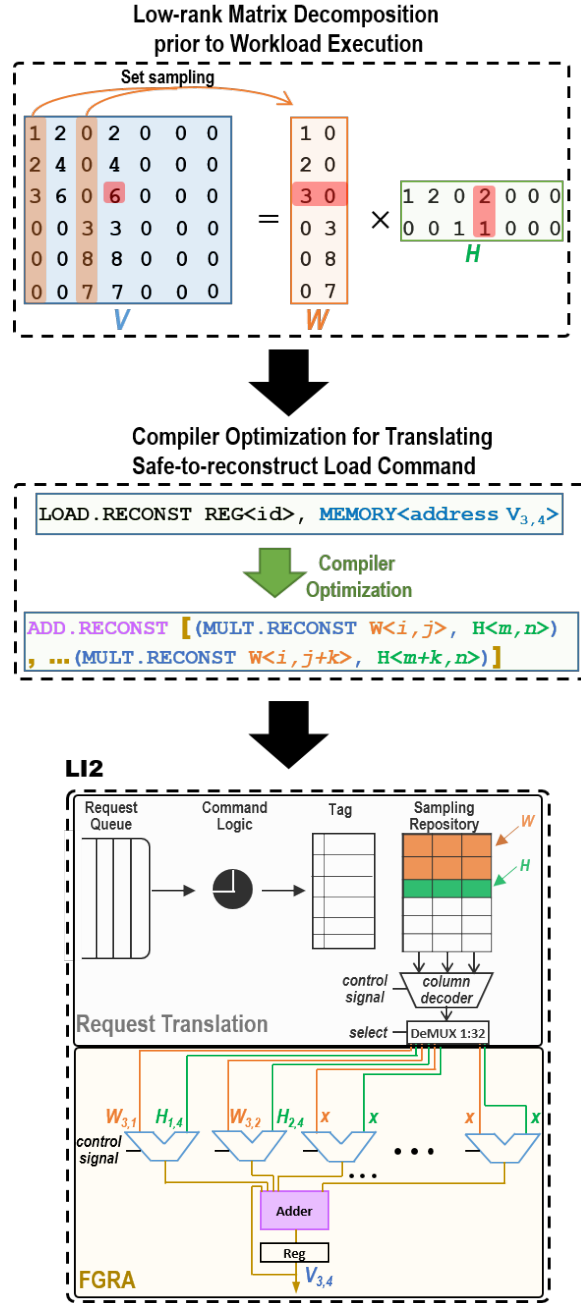 Low-rank Matrix Decomposition
prior to Workload Execution
Set sampling
1 2 0 2 0 0 0
2 4 0 4 0 0 0
3 6 0 6 0 0 0
0 0 3 3 0 0 0
0 0 8 8 0 0 0
0 0 7 7 0 0 0
V
=
1 0
2 0
3 0
0 3
0 8
0 7
W
×
1 2 0 2 0 0 0
0 0 1 1 0 0 0
H
Compiler Optimization for Translating
Safe-to-reconstruct Load Command
LOAD.RECONST REG<id>, MEMORY<address V3,4>
Compiler
Optimization
ADD.RECONST [(MULT.RECONST W<i,j>, H<m,n>)
, …(MULT.RECONST W<i,j+k>, H<m+k,n>)]
LI2
Request
Queue
Command
Logic
Tag
Sampling
Repository
W
H
control
signal
column
decoder
select
DeMUX 1:32
Request Translation
W3,1 H1,4 W3,2 H2,4 x x x x
control
signal
• • •
...
Adder
Reg
V3,4
FGRA